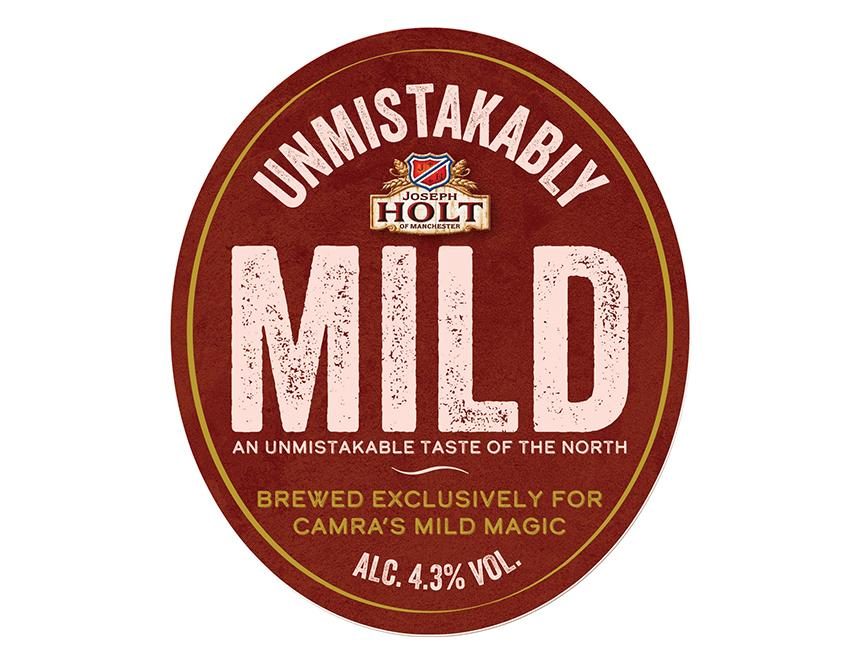 UNMISTAKABLY
JOSEPH
HOLT
OF MANCHESTER
MILD
AN UNMISTAKABLE TASTE OF THE NORTH
BREWED EXCLUSIVELY FOR
CAMRA'S MILD MAGIC
ALC. 4.3% VOL.